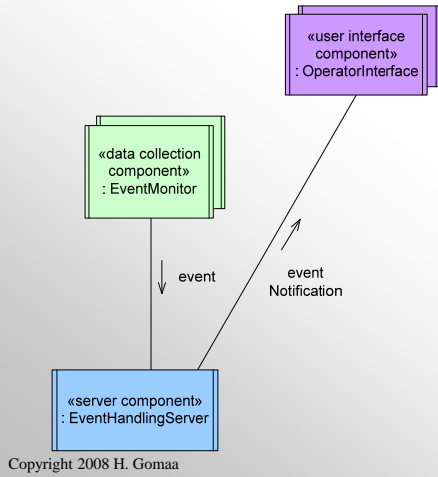 «user interface
component»
: OperatorInterface
«data collection
component»
: EventMonitor
event
event
Notification
«server component»
: EventHandlingServer
Copyright 2008 H. Gomaa